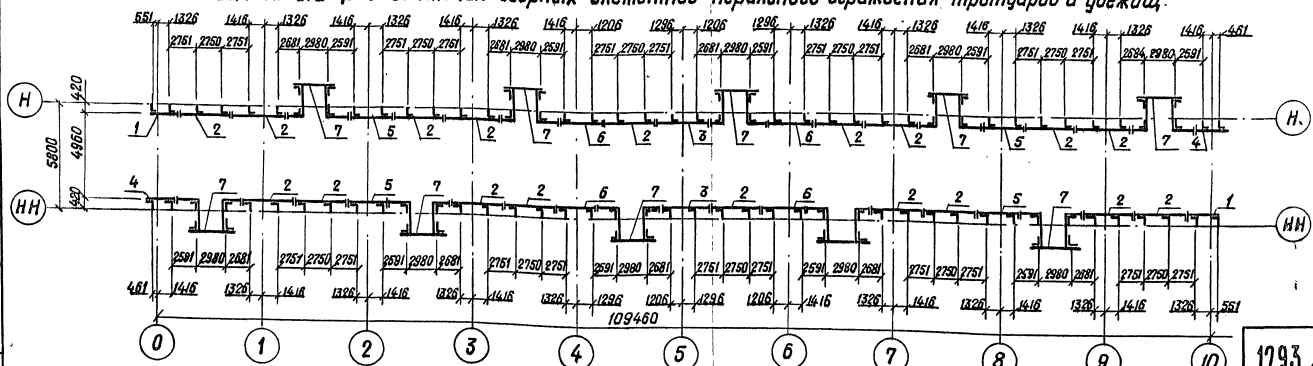 сборных элементов перильного ограждения тротуаров и убежищ.
551 1326 1416 1326 1416 1326 1416 1326 1416 1206 1296 1206 1296 1326 1416 1326 1416 1326 1416 1326 1416 461
2751 2750 2751 2681 2980 2591 2751 2750 2751 2681 2980 2591 2751 2750 2751 2681 2980 2591 2751 2750 2751 2681 2980 2591 2751 2750 2751 2681 2980 2591
420
Н Н
1 2 2 7 5 2 2 7 6 2 3 7 6 2 2 7 5 2 2 7 4
5800 4960
4 7 2 2 5 7 2 2 6 7 3 2 6 2 2 5 7 2 2 1
420
НН НН
2591 2980 2681 2751 2750 2751 2591 2980 2681 2751 2750 2751 2591 2980 2681 2751 2750 2751 2591 2980 2681 2751 2750 2751 2591 2980 2681 2751 2750 2751
461 1416 1326 1416 1326 1416 1326 1416 1326 1296 1206 1296 1206 1416 1326 1416 1326 1416 1326 1416 1326 551
109460
0 1 2 3 4 5 6 7 8 9 10
1793